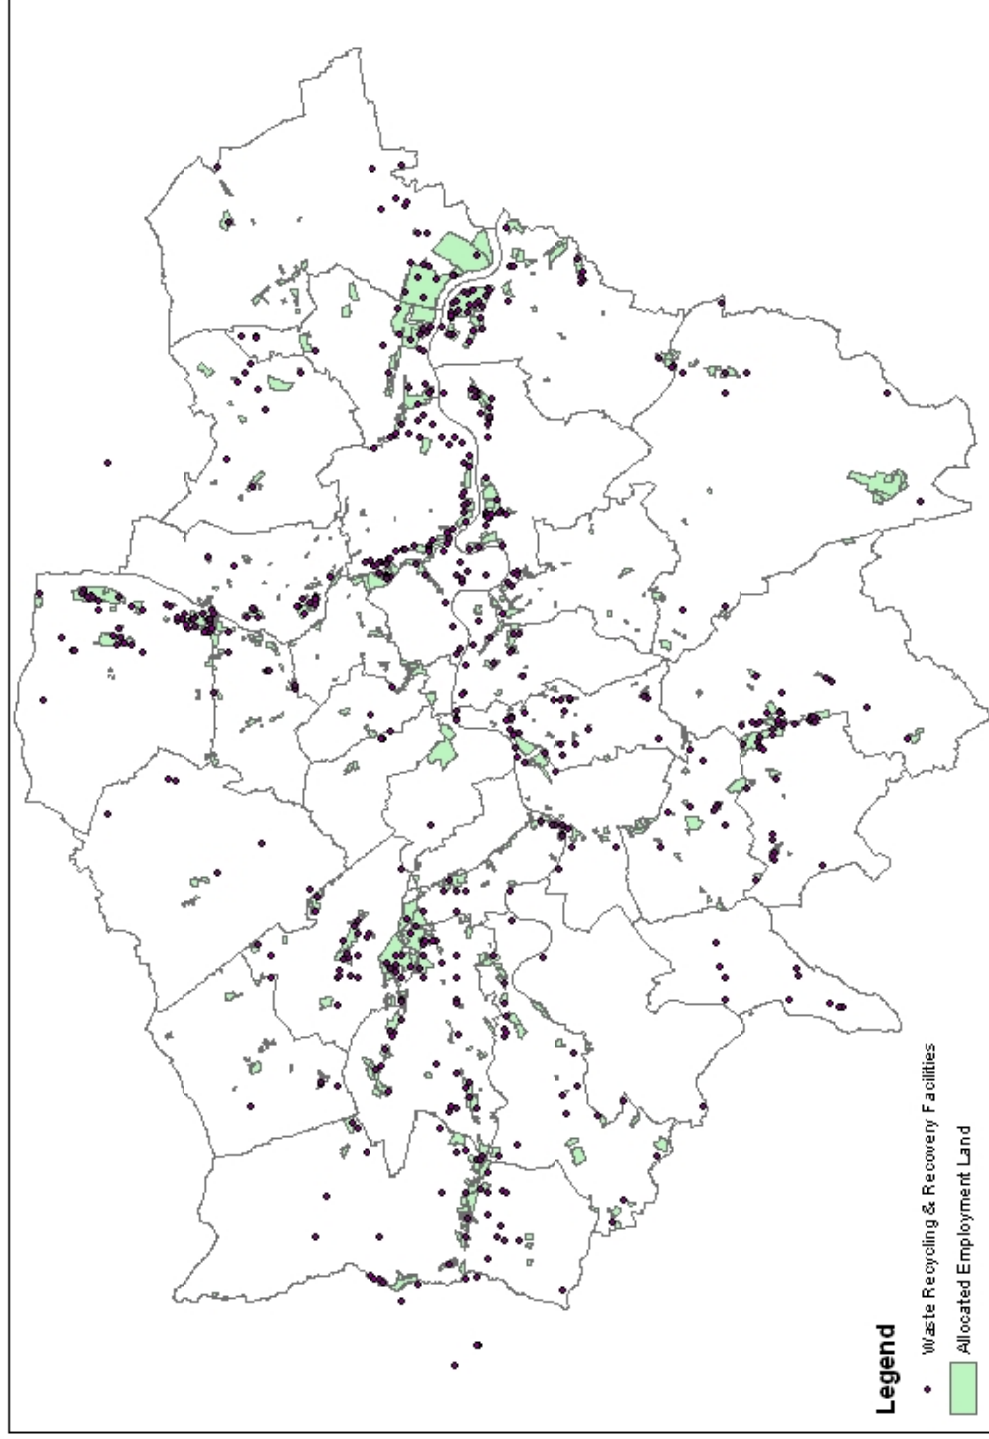 Legend
Waste Recycling & Recovery Facilities
Allocated Employment Land